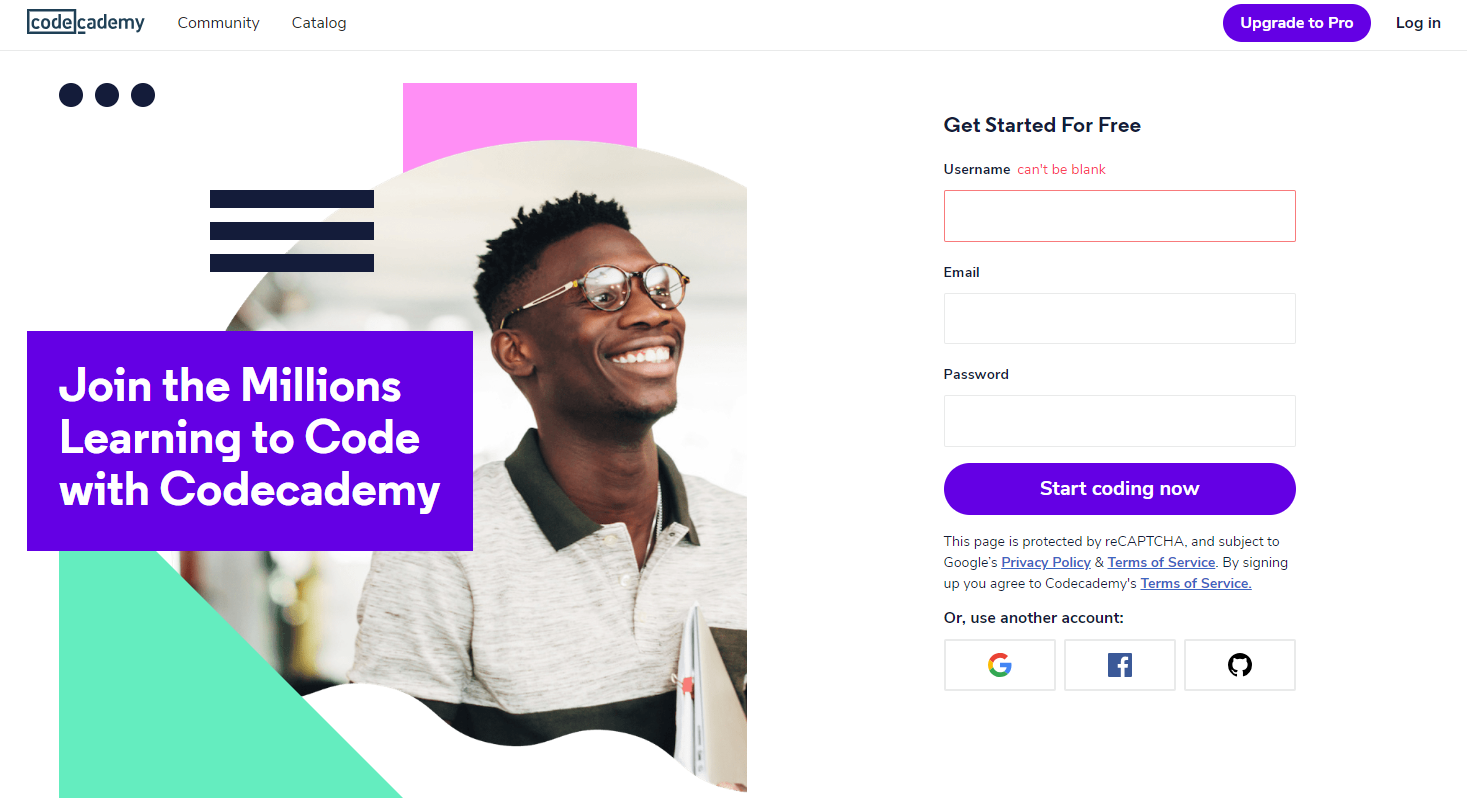 codecademy
Community
Catalog
Upgrade to Pro
Log in
Join the Millions
Learning to Code
with Codecademy
Get Started For Free
Username can't be blank
Email
Password
Start coding now
This page is protected by reCAPTCHA, and subject to
Google's Privacy Policy & Terms of Service. By signing
up you agree to Codecademy's Terms of Service.
Or, use another account: